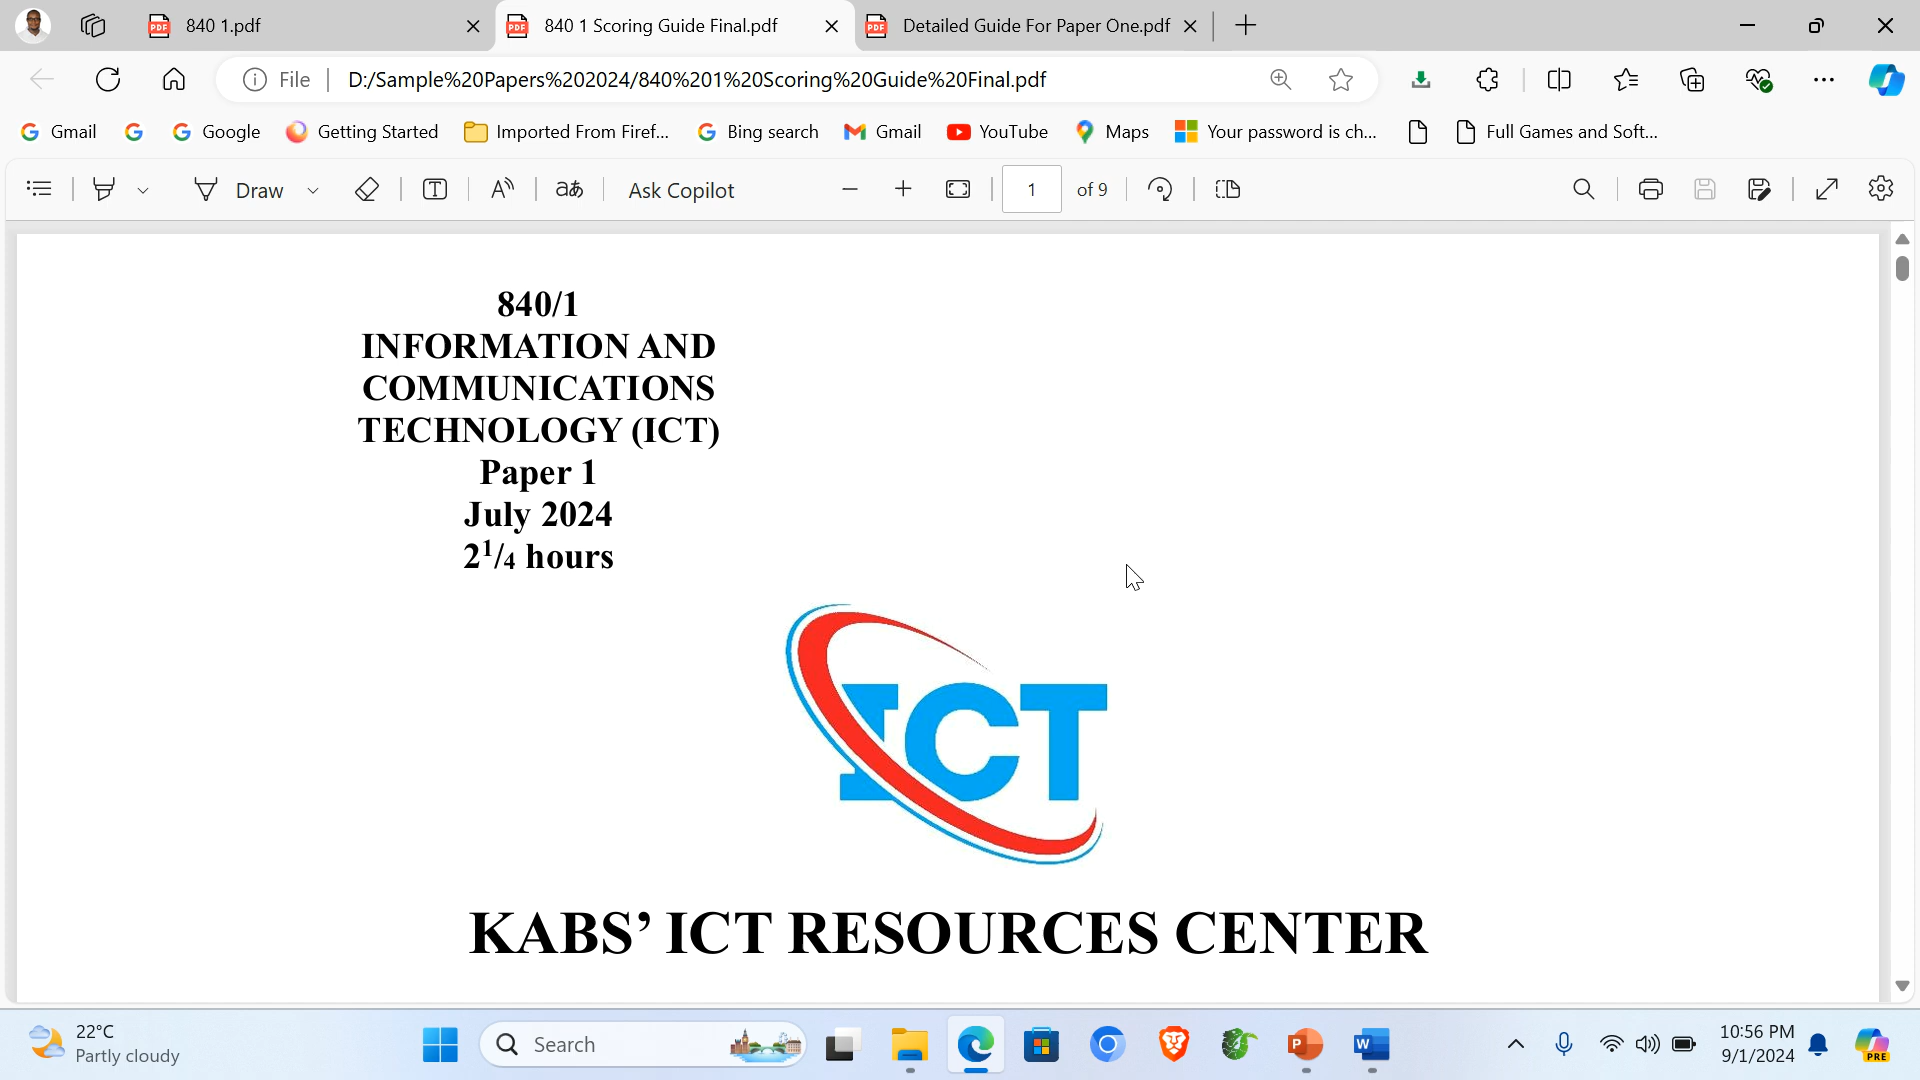 840 1.pdf
840 1 Scoring Guide Final.pdf
Detailed Guide For Paper One.pdf
File
D:/Sample%20Papers%202024/840%201%20Scoring%20Guide%20Final.pdf
Gmail
Google
Getting Started
Imported From Firef...
Bing search
Gmail
YouTube
Maps
Your password is ch...
Full Games and Soft...
Draw
aあ
Ask Copilot
1
of 9
840/1
INFORMATION AND
COMMUNICATIONS
TECHNOLOGY (ICT)
Paper 1
July 2024
2¹/₄ hours
ICT
KABS’ ICT RESOURCES CENTER
22°C
Partly cloudy
Search
10:56 PM
9/1/2024
PRE